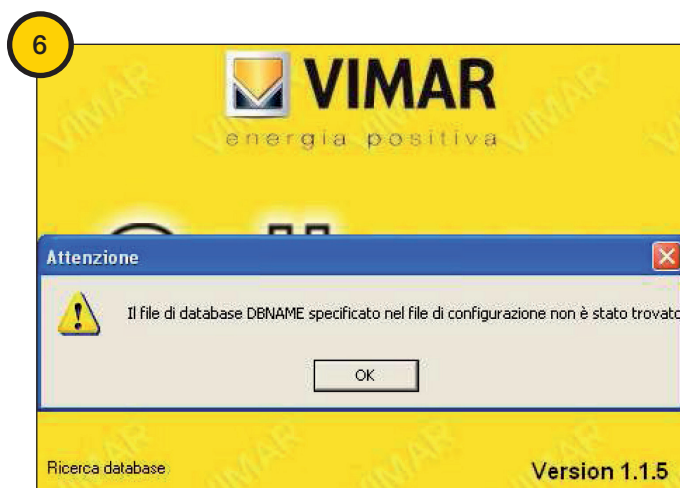 6
VIMAR
energia positiva
Attenzione
Il file di database DBNAME specificato nel file di configurazione non è stato trovato
OK
Ricerca database
Version 1.1.5